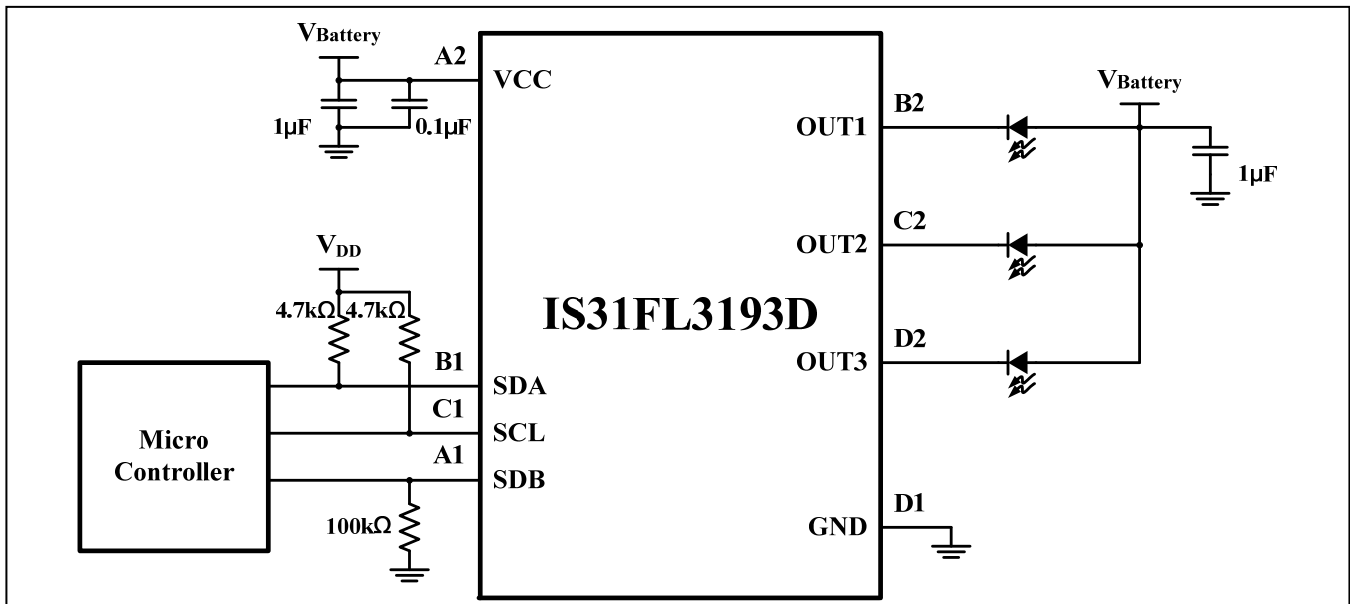 VBattery
A2
VCC
1µF
0.1µF
VDD
4.7kΩ 4.7kΩ
B1
SDA
C1
SCL
A1
SDB
100kΩ
Micro
Controller
IS31FL3193D
OUT1
B2
OUT2
C2
OUT3
D2
GND
D1
VBattery
1µF